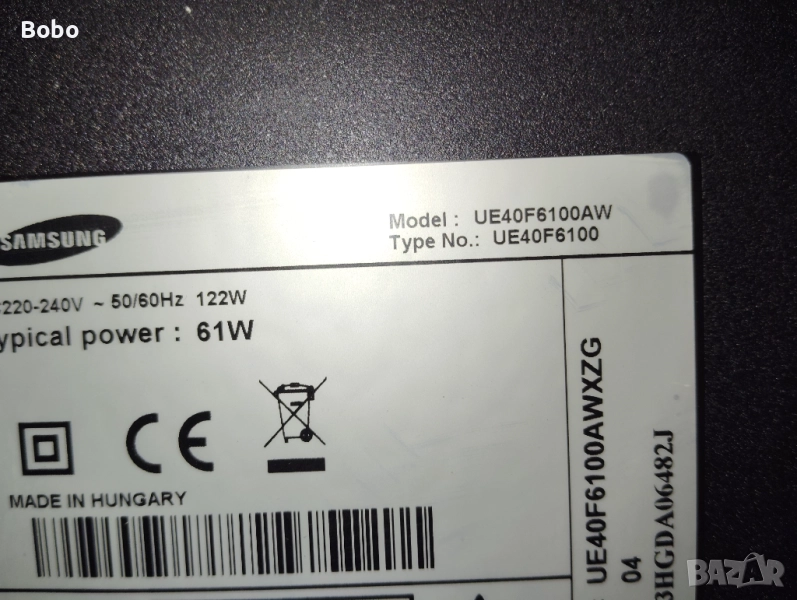 Bobo
SAMSUNG
Model : UE40F6100AW
Type No.: UE40F6100
220-240V ~ 50/60Hz 122W
ypical power : 61W
CE
MADE IN HUNGARY
UE40F6100AWXZG
04
3HGDA06482J
BAZAR